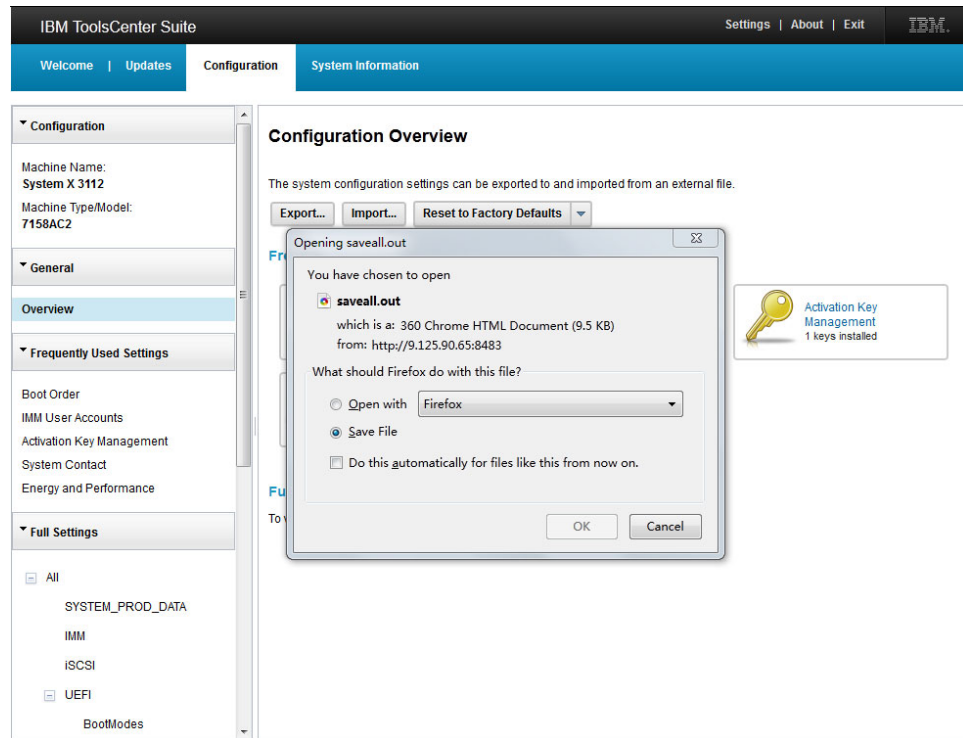 IBM ToolsCenter Suite
Settings | About | Exit
IBM.
Welcome | Updates
Configuration
System Information
Configuration
Machine Name:
System X 3112
Machine Type/Model:
7158AC2
General
Overview
Frequently Used Settings
Boot Order
IMM User Accounts
Activation Key Management
System Contact
Energy and Performance
Full Settings
All
SYSTEM_PROD_DATA
IMM
iSCSI
UEFI
BootModes
Configuration Overview
The system configuration settings can be exported to and imported from an external file.
Export... Import... Reset to Factory Defaults
Fre
Opening saveall.out
You have chosen to open
saveall.out
which is a: 360 Chrome HTML Document (9.5 KB)
from: http://9.125.90.65:8483
What should Firefox do with this file?
Open with Firefox
Save File
Do this automatically for files like this from now on.
OK Cancel
Activation Key
Management
1 keys installed
Fu
To